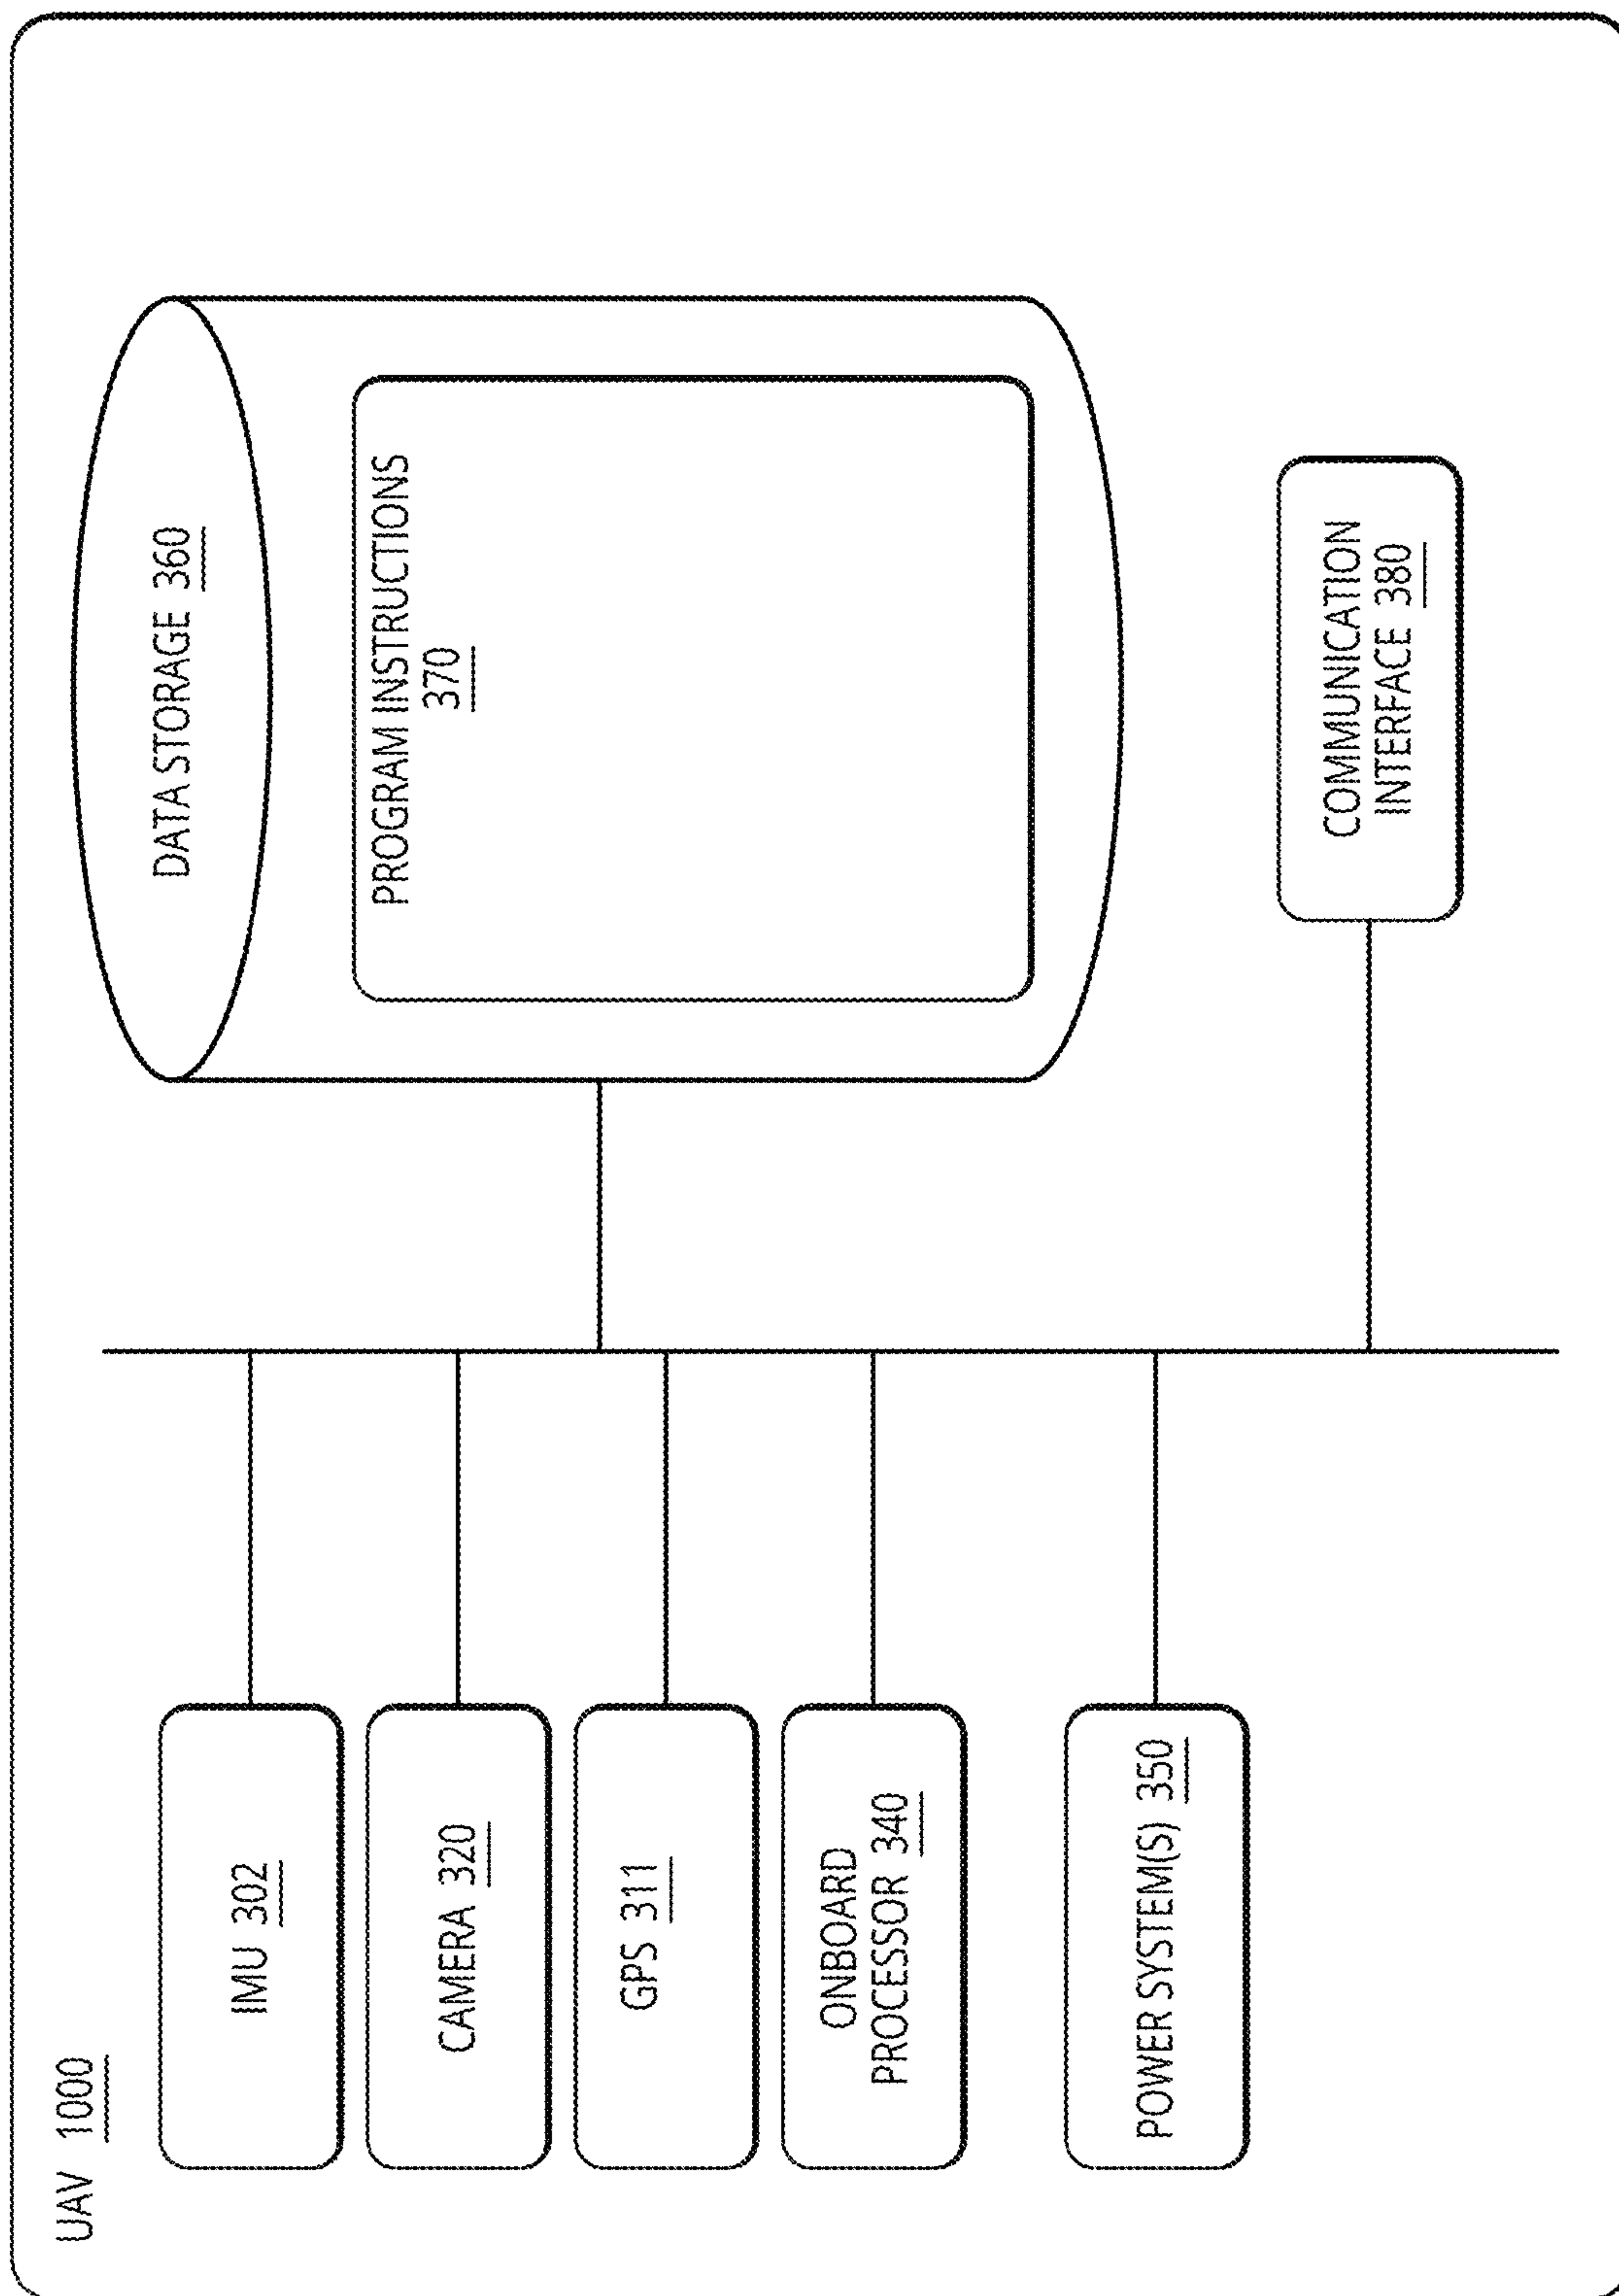 UAV 1000
IMU 302
CAMERA 320
GPS 311
ONBOARD
PROCESSOR 340
POWER SYSTEM(S) 350
DATA STORAGE 360
PROGRAM INSTRUCTIONS
370
COMMUNICATION
INTERFACE 380